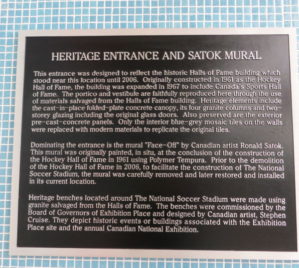 HERITAGE ENTRANCE AND SATOK MURAL
This entrance was designed to reflect the historic Halls of Fame building which
stood near this location until 2006. Originally constructed in 1961 as the Hockey
Hall of Fame, the building was expanded in 1967 to include Canada's Sports Hall
of Fame. The portico and vestibule are faithfully reproduced here through the use
of materials salvaged from the Halls of Fame building. Heritage elements include
the cast-in-place folded-plate concrete canopy, its four granite columns and two-
storey glazing including the original glass doors. Also preserved are the exterior
pre-cast-concrete panels. Only the interior blue-grey mosaic tiles on the walls
were replaced with modern materials to replicate the original tiles.
Dominating the entrance is the mural "Face-Off" by Canadian artist Ronald Satok.
This mural was originally painted, in situ, at the conclusion of the construction of
the Hockey Hall of Fame in 1961 using Polymer Tempura. Prior to the demolition
of the Hockey Hall of Fame in 2006, to facilitate the construction of The National
Soccer Stadium, the mural was carefully removed and later restored and installed
in its current location.
Heritage benches located around The National Soccer Stadium were made using
granite salvaged from the Halls of Fame. The benches were commissioned by the
Board of Governors of Exhibition Place and designed by Canadian artist, Stephen
Cruise. They depict historic events or buildings associated with the Exhibition
Place site and the annual Canadian National Exhibition.